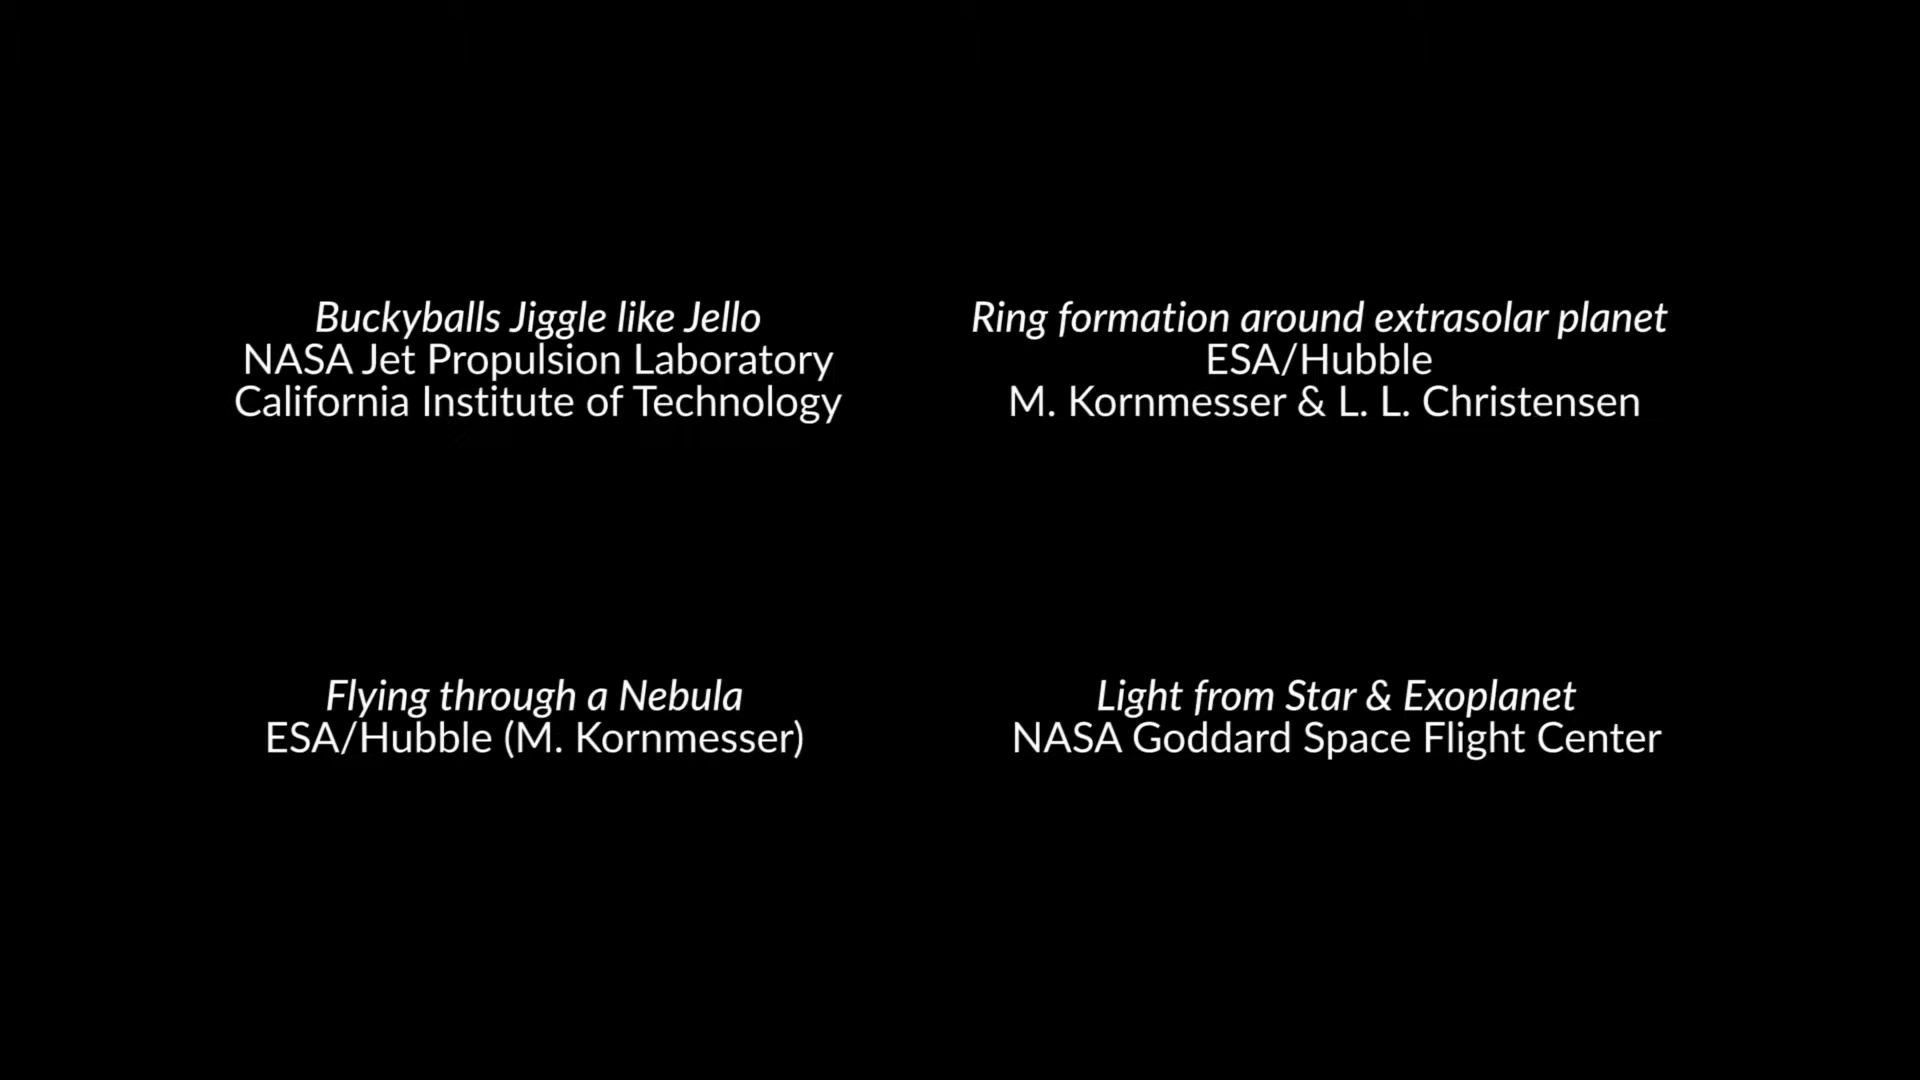 Buckyballs Jiggle like Jello
NASA Jet Propulsion Laboratory
California Institute of Technology
Ring formation around extrasolar planet
ESA/Hubble
M. Kornmesser & L. L. Christensen
Flying through a Nebula
ESA/Hubble (M. Kornmesser)
Light from Star & Exoplanet
NASA Goddard Space Flight Center